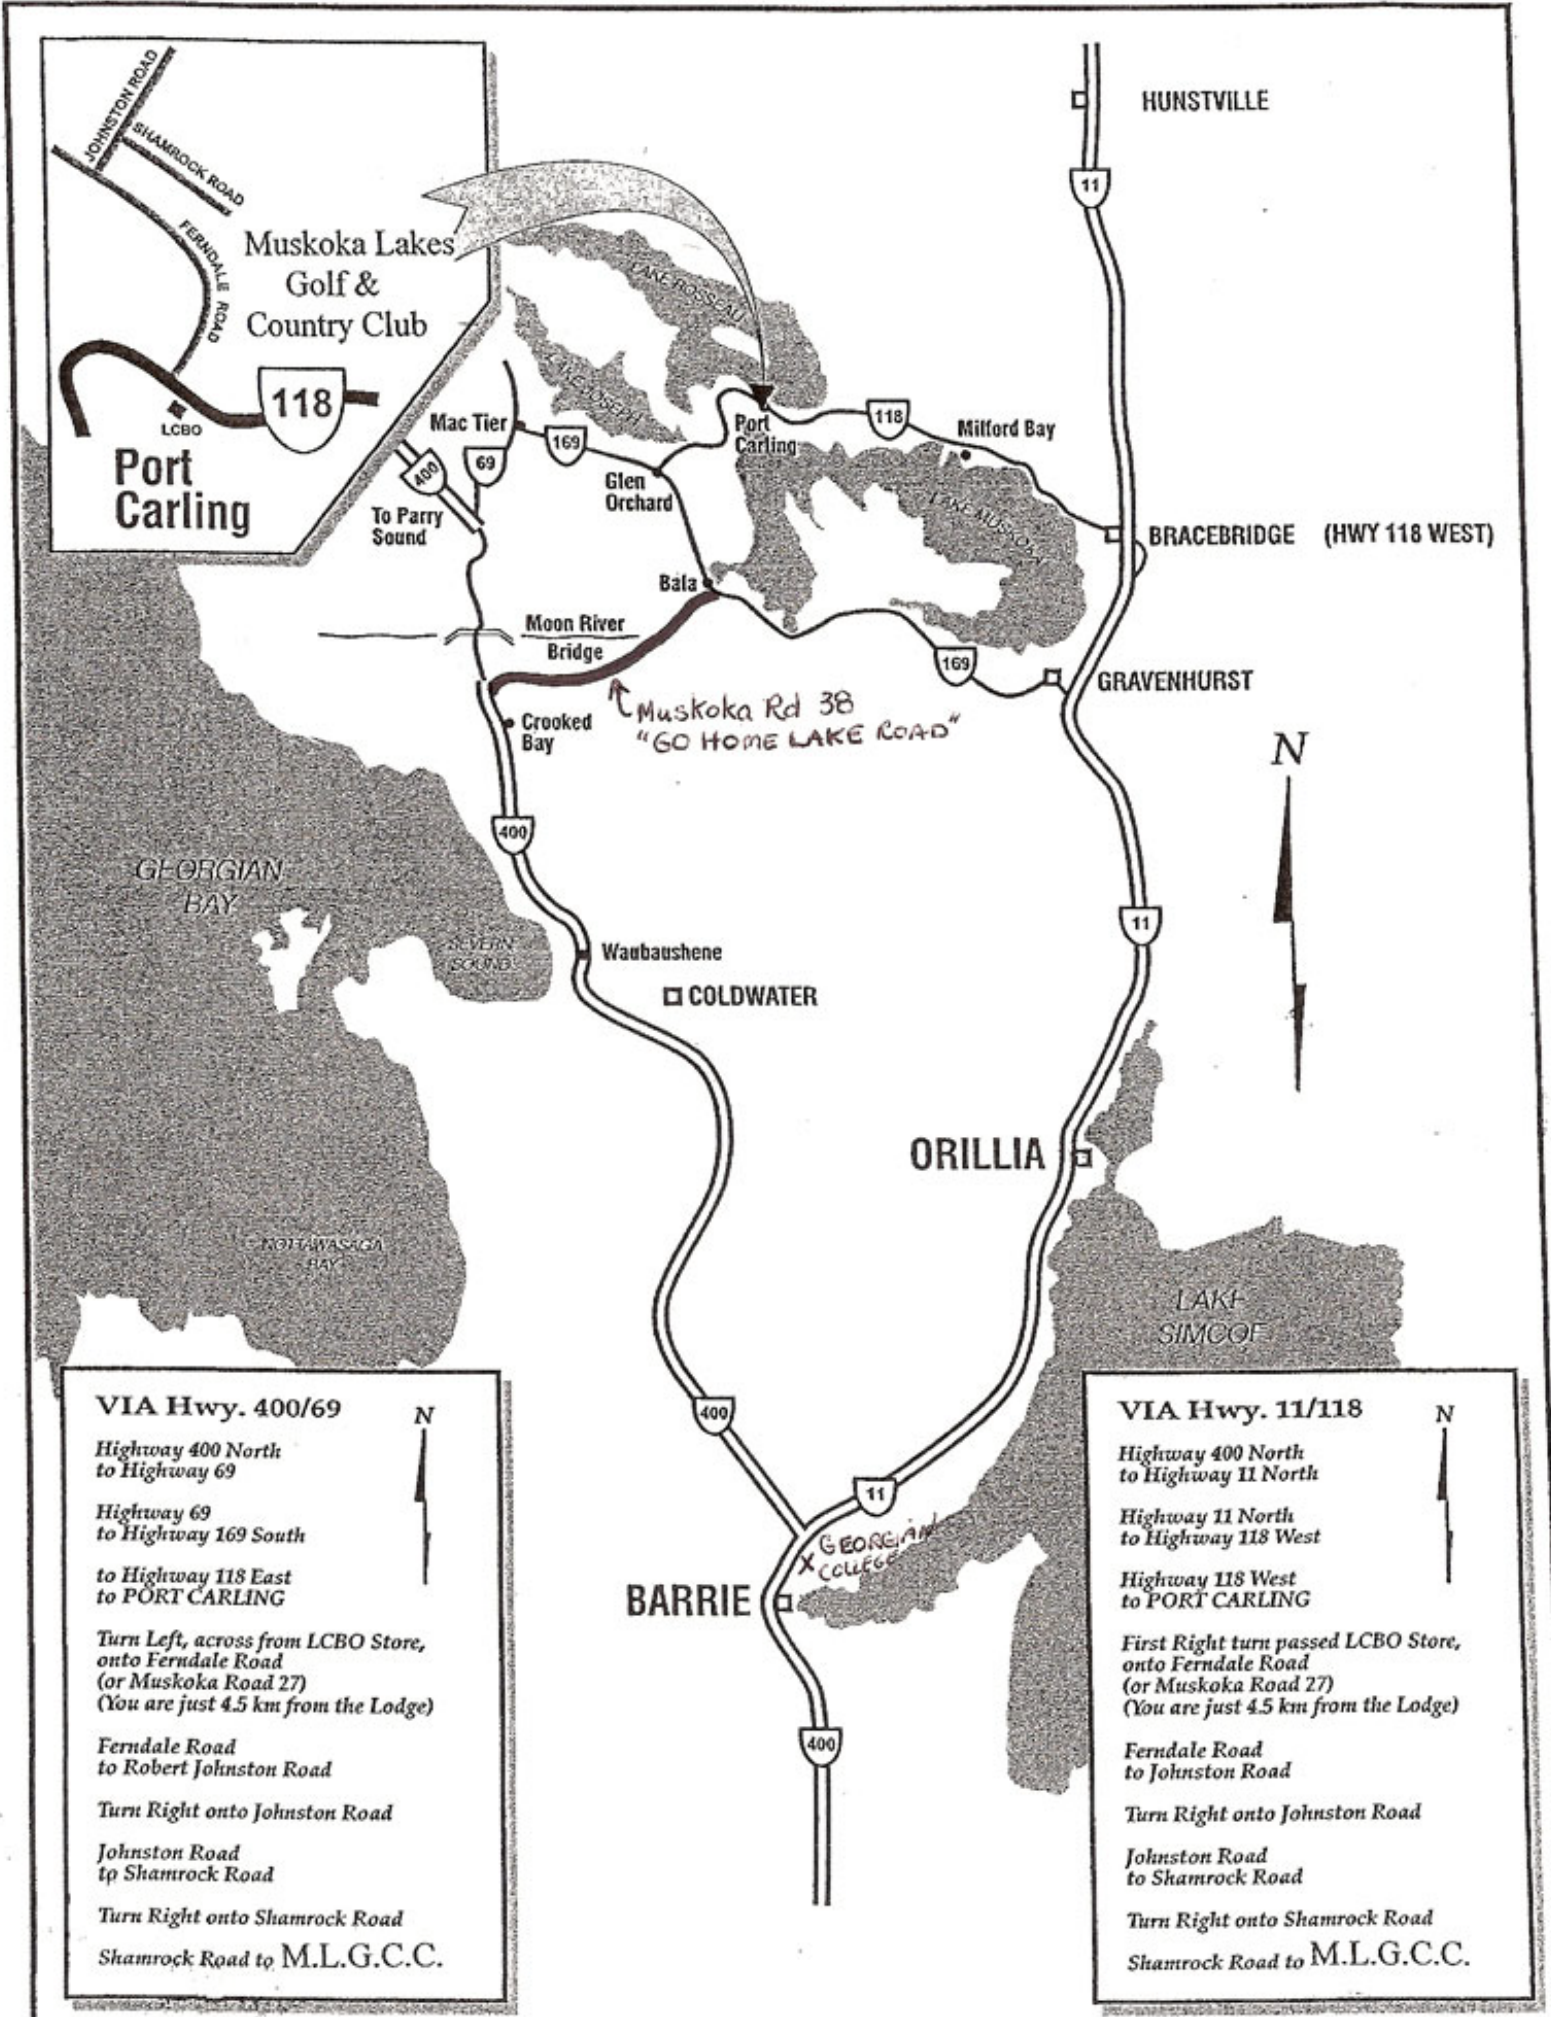 JOHNSTON ROAD
SHAMROCK ROAD
FERNDALE ROAD
Muskoka Lakes
Golf &
Country Club
118
LCBO
Port
Carling
HUNSTVILLE
11
LAKE ROSSEAU
LAKE JOSEPH
Mac Tier
169
69
400
To Parry
Sound
Glen
Orchard
Port
Carling
118
Milford Bay
LAKE MUSKOKA
BRACEBRIDGE (HWY 118 WEST)
Bala
Moon River
Bridge
169
GRAVENHURST
Muskoka Rd 38
"GO HOME LAKE ROAD"
Crooked
Bay
N
400
GEORGIAN
BAY
11
SEVERN
SOUND
Waubaushene
COLDWATER
ORILLIA
NOTTAWASAGA
BAY
LAKE
SIMCOE
400
11
X GEORGIAN
COLLEGE
BARRIE
400
VIA Hwy. 400/69
N
Highway 400 North
to Highway 69
Highway 69
to Highway 169 South
to Highway 118 East
to PORT CARLING
Turn Left, across from LCBO Store,
onto Ferndale Road
(or Muskoka Road 27)
(You are just 4.5 km from the Lodge)
Ferndale Road
to Robert Johnston Road
Turn Right onto Johnston Road
Johnston Road
to Shamrock Road
Turn Right onto Shamrock Road
Shamrock Road to M.L.G.C.C.
VIA Hwy. 11/118
N
Highway 400 North
to Highway 11 North
Highway 11 North
to Highway 118 West
Highway 118 West
to PORT CARLING
First Right turn passed LCBO Store,
onto Ferndale Road
(or Muskoka Road 27)
(You are just 4.5 km from the Lodge)
Ferndale Road
to Johnston Road
Turn Right onto Johnston Road
Johnston Road
to Shamrock Road
Turn Right onto Shamrock Road
Shamrock Road to M.L.G.C.C.